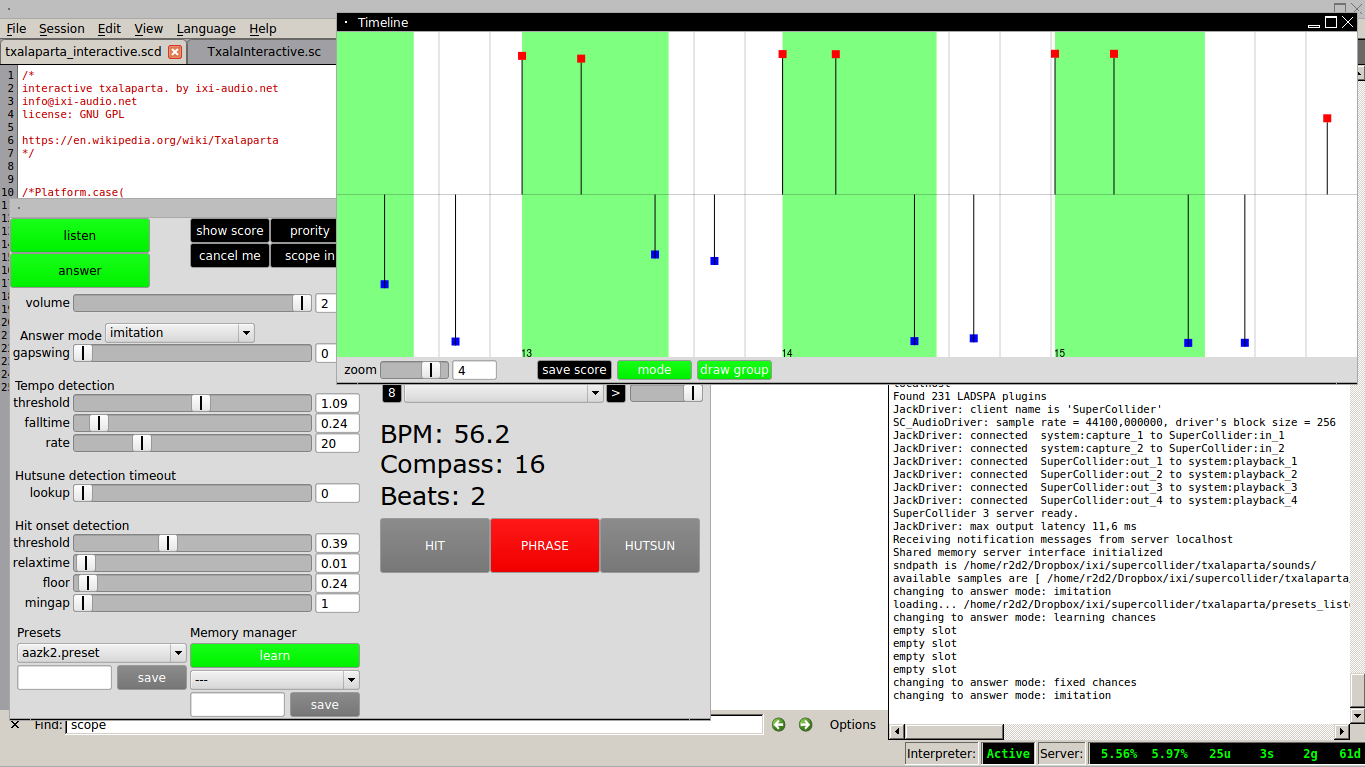 File Session Edit View Language Help
txalaparta_interactive.scd
TxalaInteractive.sc
Timeline
1 /*
2 interactive txalaparta. by ixi-audio.net
3 info@ixi-audio.net
4 license: GNU GPL
5
6 https://en.wikipedia.org/wiki/Txalaparta
7 */
8
9
10 /*Platform.case(
13
14
15
zoom 4 save score mode draw group
listen
answer
show score prority
cancel me scope in
volume 2
Answer mode imitation
gapswing 0
Tempo detection
threshold 1.09
falltime 0.24
rate 20
Hutsune detection timeout
lookup 0
Hit onset detection
threshold 0.39
relaxtime 0.01
floor 0.24
mingap 1
Presets
aazk2.preset
save
Memory manager
learn
---
save
8 >
BPM: 56.2
Compass: 16
Beats: 2
HIT PHRASE HUTSUN
localhost
Found 231 LADSPA plugins
JackDriver: client name is 'SuperCollider'
SC_AudioDriver: sample rate = 44100,000000, driver's block size = 256
JackDriver: connected  system:capture_1 to SuperCollider:in_1
JackDriver: connected  system:capture_2 to SuperCollider:in_2
JackDriver: connected  SuperCollider:out_1 to system:playback_1
JackDriver: connected  SuperCollider:out_2 to system:playback_2
JackDriver: connected  SuperCollider:out_3 to system:playback_3
JackDriver: connected  SuperCollider:out_4 to system:playback_4
SuperCollider 3 server ready.
JackDriver: max output latency 11,6 ms
Receiving notification messages from server localhost
Shared memory server interface initialized
sndpath is /home/r2d2/Dropbox/ixi/supercollider/txalaparta/sounds/
available samples are [ /home/r2d2/Dropbox/ixi/supercollider/txalaparta,
changing to answer mode: imitation
loading... /home/r2d2/Dropbox/ixi/supercollider/txalaparta/presets_list
changing to answer mode: learning chances
empty slot
empty slot
empty slot
empty slot
changing to answer mode: fixed chances
changing to answer mode: imitation
Find: scope Options
Interpreter: Active Server: 5.56% 5.97% 25u 3s 2g 61d